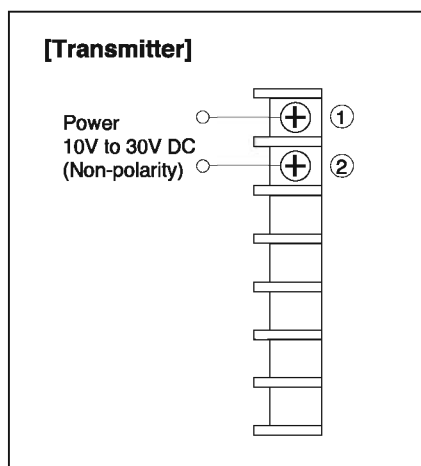 [Transmitter]
Power
10V to 30V DC
(Non-polarity)
①
②